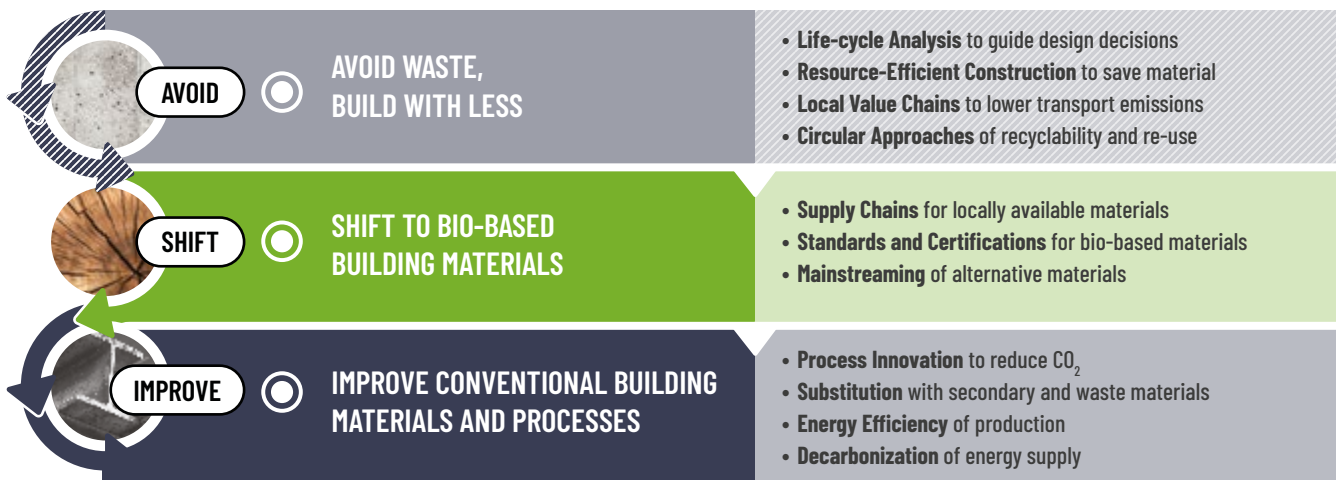 AVOID
AVOID WASTE,
BUILD WITH LESS
• Life-cycle Analysis to guide design decisions
• Resource-Efficient Construction to save material
• Local Value Chains to lower transport emissions
• Circular Approaches of recyclability and re-use
SHIFT
SHIFT TO BIO-BASED
BUILDING MATERIALS
• Supply Chains for locally available materials
• Standards and Certifications for bio-based materials
• Mainstreaming of alternative materials
IMPROVE
IMPROVE CONVENTIONAL BUILDING
MATERIALS AND PROCESSES
• Process Innovation to reduce CO₂
• Substitution with secondary and waste materials
• Energy Efficiency of production
• Decarbonization of energy supply